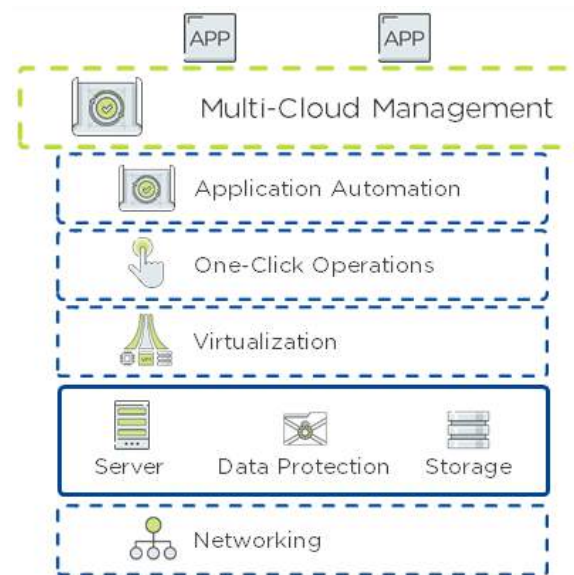 APP APP
Multi-Cloud Management
Application Automation
One-Click Operations
Virtualization
Server Data Protection Storage
Networking